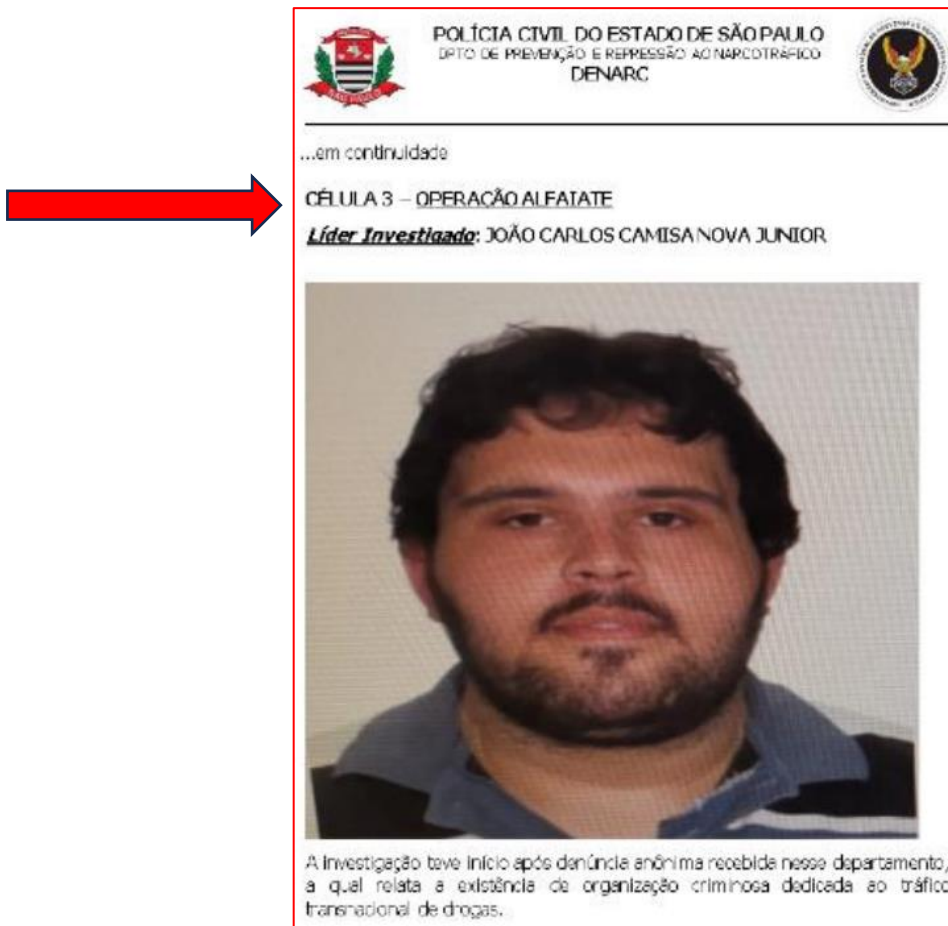 POLÍCIA CIVIL DO ESTADO DE SÃO PAULO
DPTO DE PREVENÇÃO E REPRESSÃO AO NARCOTRÁFICO
DENARC
SÃO PAULO
...em continuidade
CÉLULA 3 – OPERAÇÃO ALFAIATE
Líder Investigado: JOÃO CARLOS CAMISA NOVA JUNIOR
A investigação teve início após denúncia anônima recebida nesse departamento,
a qual relata a existência de organização criminosa dedicada ao tráfico
transnacional de drogas.